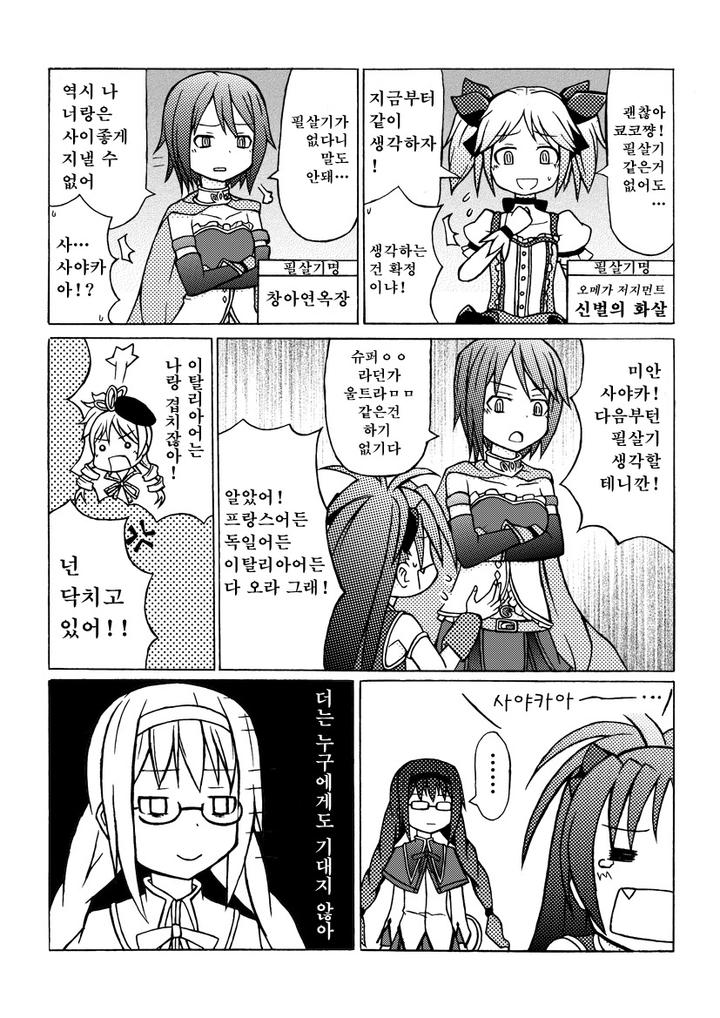 괜찮아
쿄코쨩!
필살기
같은거
없어도
…
지금부터
같이
생각하자
!
생각하는
건 확정
이냐!
필살기명
오메가 저지먼트
신벌의 화살
필살기가
없다니
말도
안돼…
역시 나
너랑은
사이좋게
지낼 수
없어
사…
사야카
아!?
필살기명
창아연옥장
미안
사야카!
다음부턴
필살기
생각할
테니깐!
슈퍼ㅇㅇ
라던가
울트라ㅁㅁ
같은건
하기
없기다
알았어!
프랑스어든
독일어든
이탈리아어든
다 오라 그래!
이탈리아어는
나랑 겹치잖아!
넌
닥치고
있어!!
사야카아━━…
……
더는 누구에게도 기대지 않아